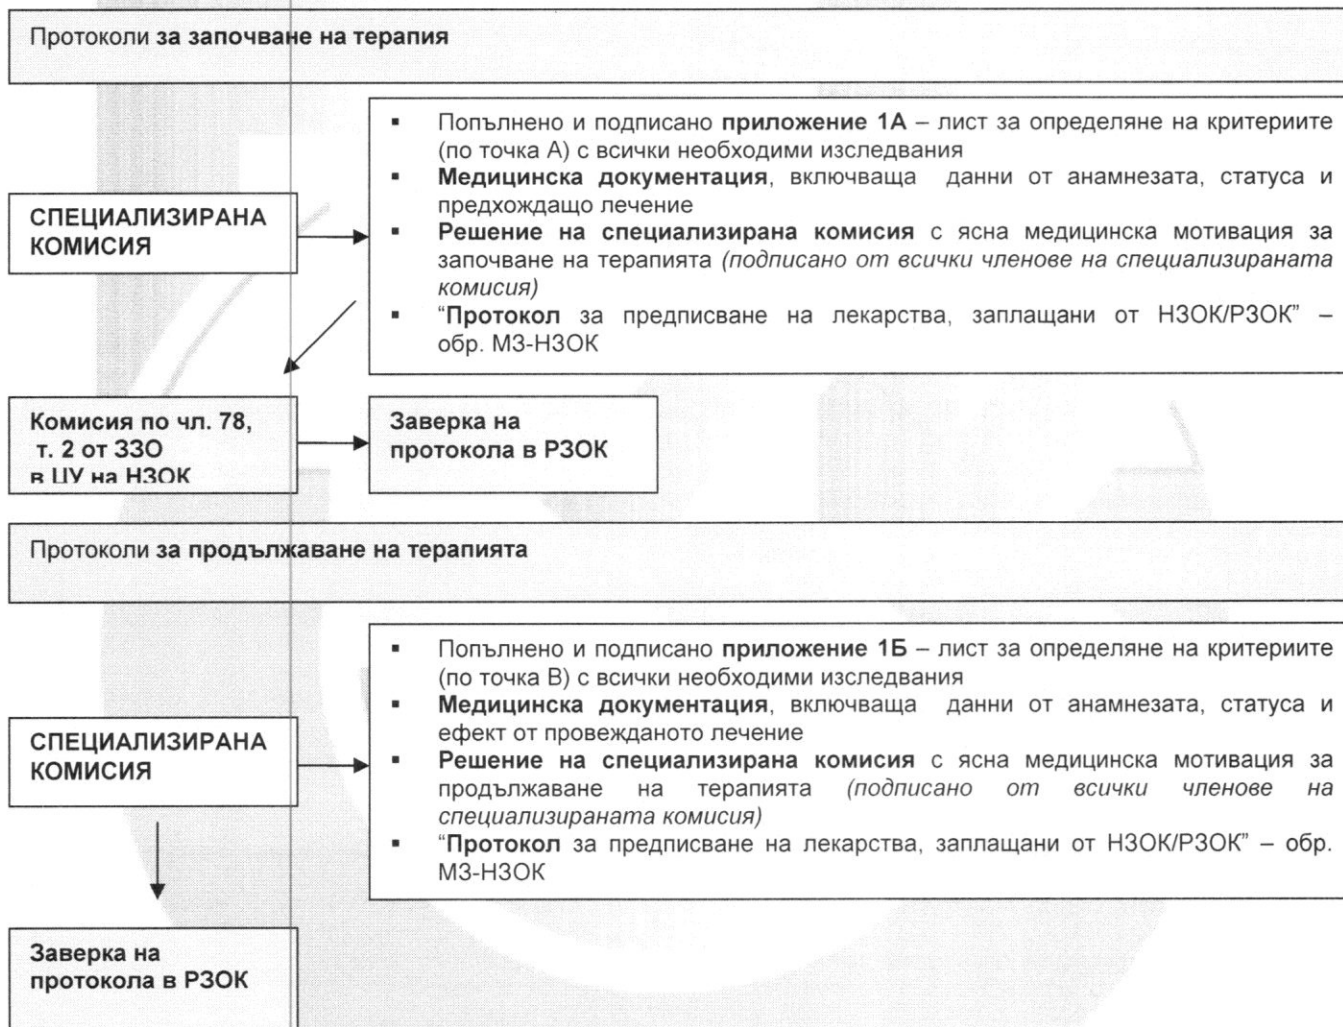 Протоколи за започване на терапия
СПЕЦИАЛИЗИРАНА
КОМИСИЯ
▪ Попълнено и подписано приложение 1А – лист за определяне на критериите
(по точка А) с всички необходими изследвания
▪ Медицинска документация, включваща данни от анамнезата, статуса и
предхождащо лечение
▪ Решение на специализирана комисия с ясна медицинска мотивация за
започване на терапията (подписано от всички членове на специализираната
комисия)
▪ “Протокол за предписване на лекарства, заплащани от НЗОК/РЗОК” –
обр. МЗ-НЗОК
Комисия по чл. 78,
т. 2 от ЗЗО
в ЦУ на НЗОК
Заверка на
протокола в РЗОК
Протоколи за продължаване на терапията
СПЕЦИАЛИЗИРАНА
КОМИСИЯ
▪ Попълнено и подписано приложение 1Б – лист за определяне на критериите
(по точка В) с всички необходими изследвания
▪ Медицинска документация, включваща данни от анамнезата, статуса и
ефект от провежданото лечение
▪ Решение на специализирана комисия с ясна медицинска мотивация за
продължаване на терапията (подписано от всички членове на
специализираната комисия)
▪ “Протокол за предписване на лекарства, заплащани от НЗОК/РЗОК” – обр.
МЗ-НЗОК
Заверка на
протокола в РЗОК